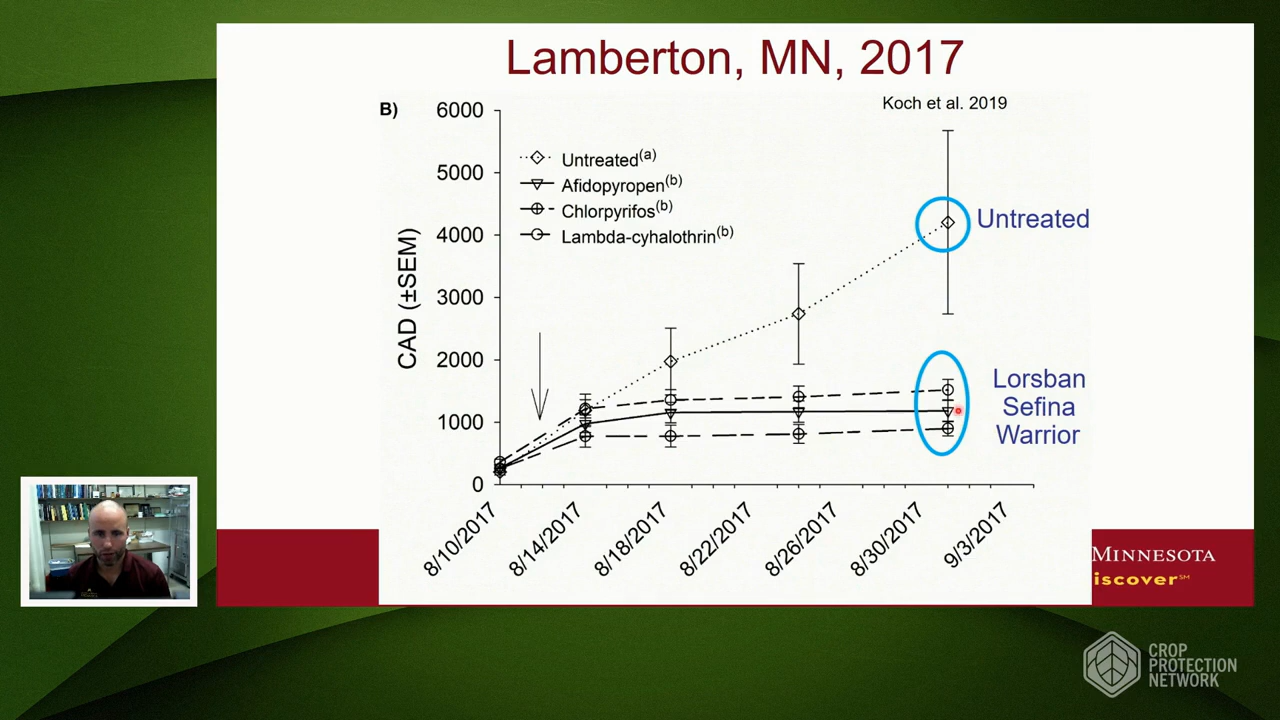 Lamberton, MN, 2017
B)
Koch et al. 2019
6000
5000
4000
3000
2000
1000
0
CAD (±SEM)
Untreated(a)
Afidopyropen(b)
Chlorpyrifos(b)
Lambda-cyhalothrin(b)
Untreated
Lorsban
Sefina
Warrior
8/10/2017
8/14/2017
8/18/2017
8/22/2017
8/26/2017
8/30/2017
9/3/2017
MINNESOTA
iscover℠
CROP
PROTECTION
NETWORK